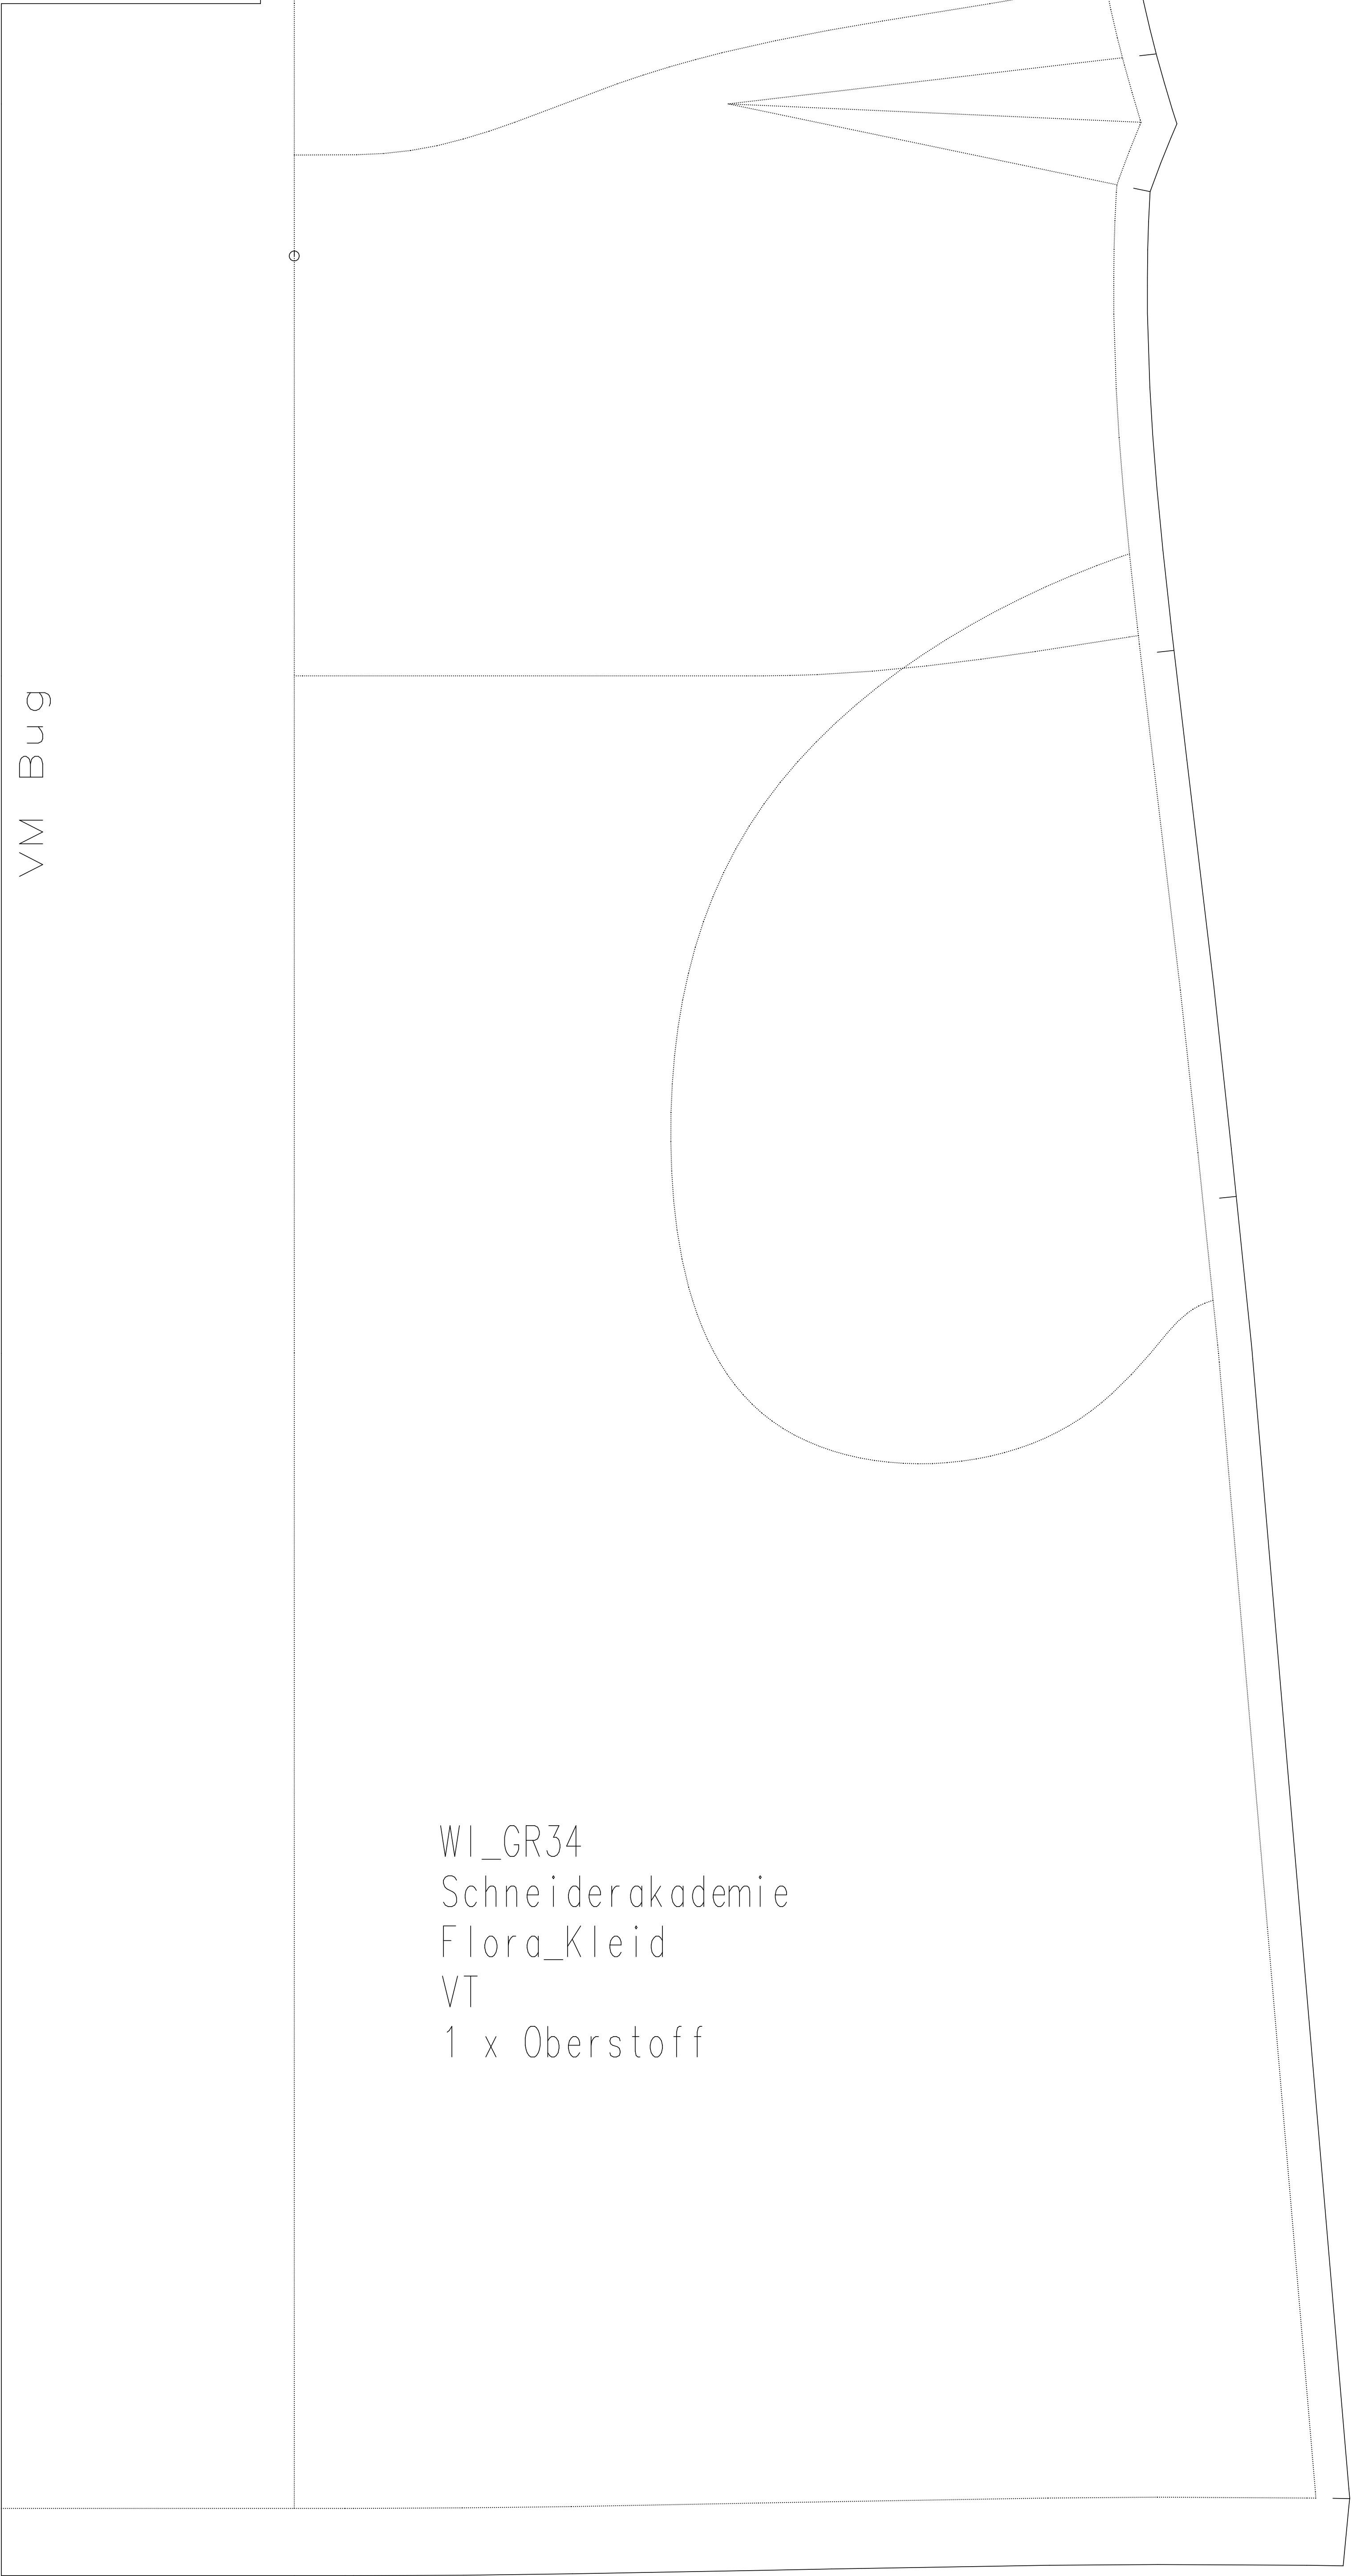 VM Bug
WI_GR34
Schneiderakademie
Flora_Kleid
VT
1 x Oberstoff